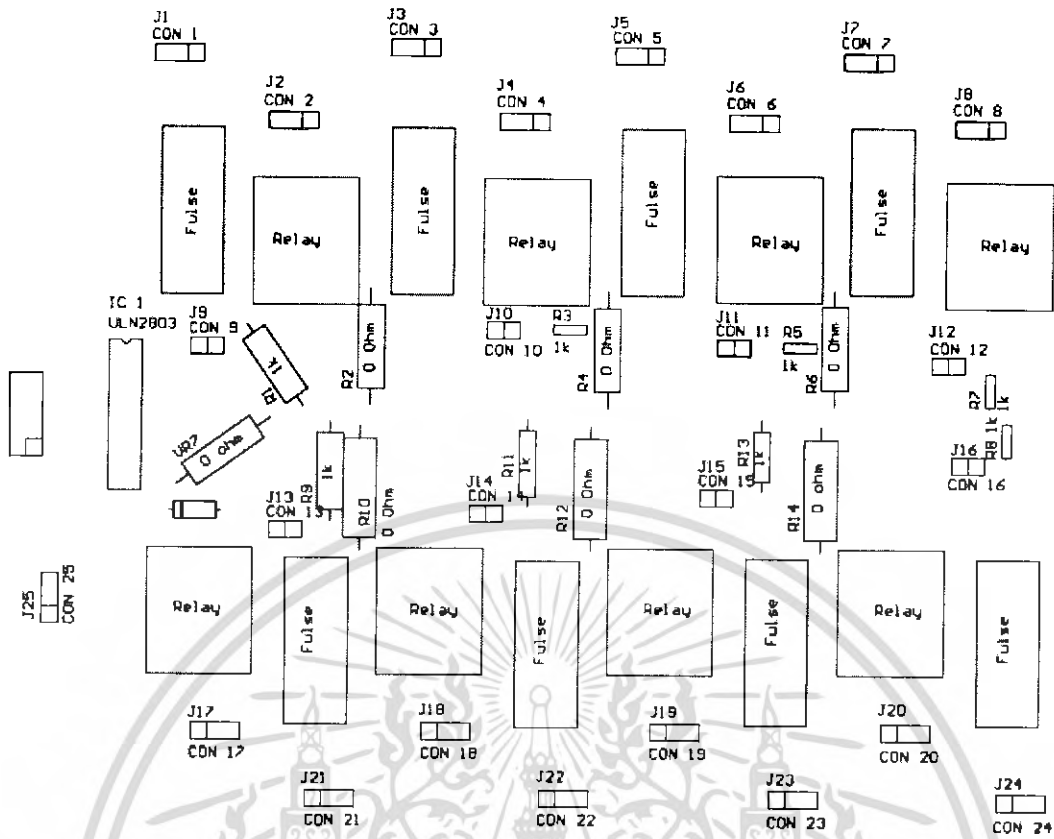 J1
CON 1
J3
CON 3
J5
CON 5
J7
CON 7
J2
CON 2
J4
CON 4
J6
CON 6
J8
CON 8
Fulse
Relay
Fulse
Relay
Fulse
Relay
Fulse
Relay
IC 1
ULN2803
J9
CON 9
R1
1k
R2
0 Ohm
J10
CON 10
R3
1k
R4
0 Ohm
J11
CON 11
R5
1k
R6
0 Ohm
J12
CON 12
R7
1k
R8
1k
VR7
0 ohm
R9
1k
R10
0 Ohm
R11
1k
R12
0 Ohm
R13
1k
R14
0 ohm
J13
CON 13
J14
CON 14
J15
CON 15
J16
CON 16
J25
CON 25
Relay
Fulse
Relay
Fulse
Relay
Fulse
Relay
Fulse
J17
CON 17
J18
CON 18
J19
CON 19
J20
CON 20
J21
CON 21
J22
CON 22
J23
CON 23
J24
CON 24